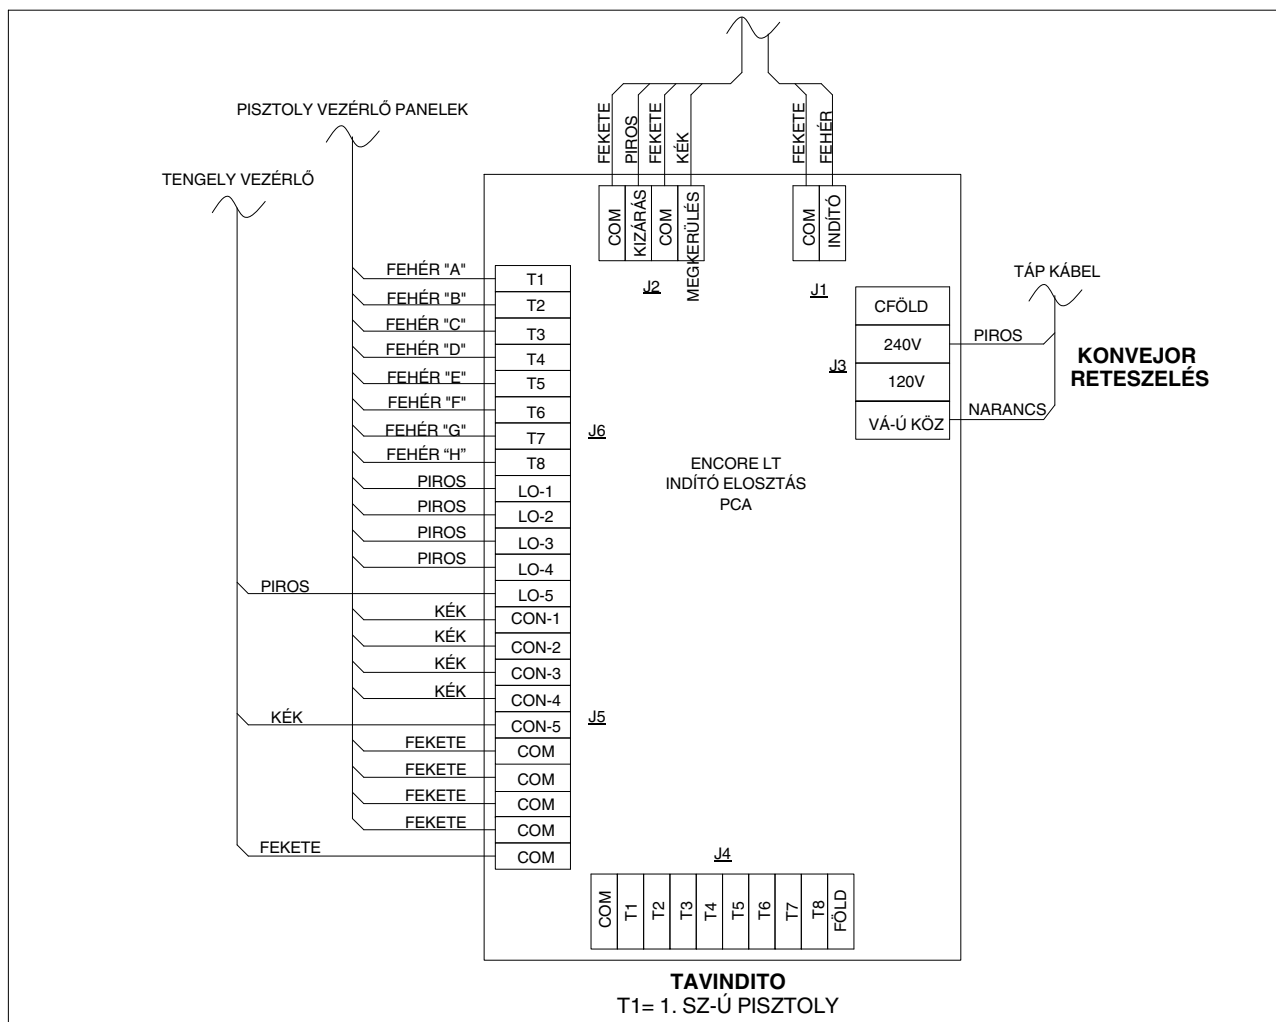 FEKETE
PIROS
FEKETE
KÉK
FEKETE
FEHÉR
PISZTOLY VEZÉRLŐ PANELEK
TENGELY VEZÉRLŐ
COM
KIZÁRÁS
COM
MEGKERÜLÉS
COM
INDÍTÓ
J2
J1
TÁP KÁBEL
FEHÉR "A" T1
FEHÉR "B" T2
FEHÉR "C" T3
FEHÉR "D" T4
FEHÉR "E" T5
FEHÉR "F" T6
FEHÉR "G" T7
FEHÉR “H” T8
PIROS LO-1
PIROS LO-2
PIROS LO-3
PIROS LO-4
PIROS LO-5
KÉK CON-1
KÉK CON-2
KÉK CON-3
KÉK CON-4
KÉK CON-5
FEKETE COM
FEKETE COM
FEKETE COM
FEKETE COM
FEKETE COM
J6
J5
CFÖLD
240V PIROS
J3
120V
VÁ-Ú KÖZ NARANCS
KONVEJOR
RETESZELÉS
ENCORE LT
INDÍTÓ ELOSZTÁS
PCA
J4
COM
T1
T2
T3
T4
T5
T6
T7
T8
FÖLD
TAVINDITO
T1= 1. SZ-Ú PISZTOLY